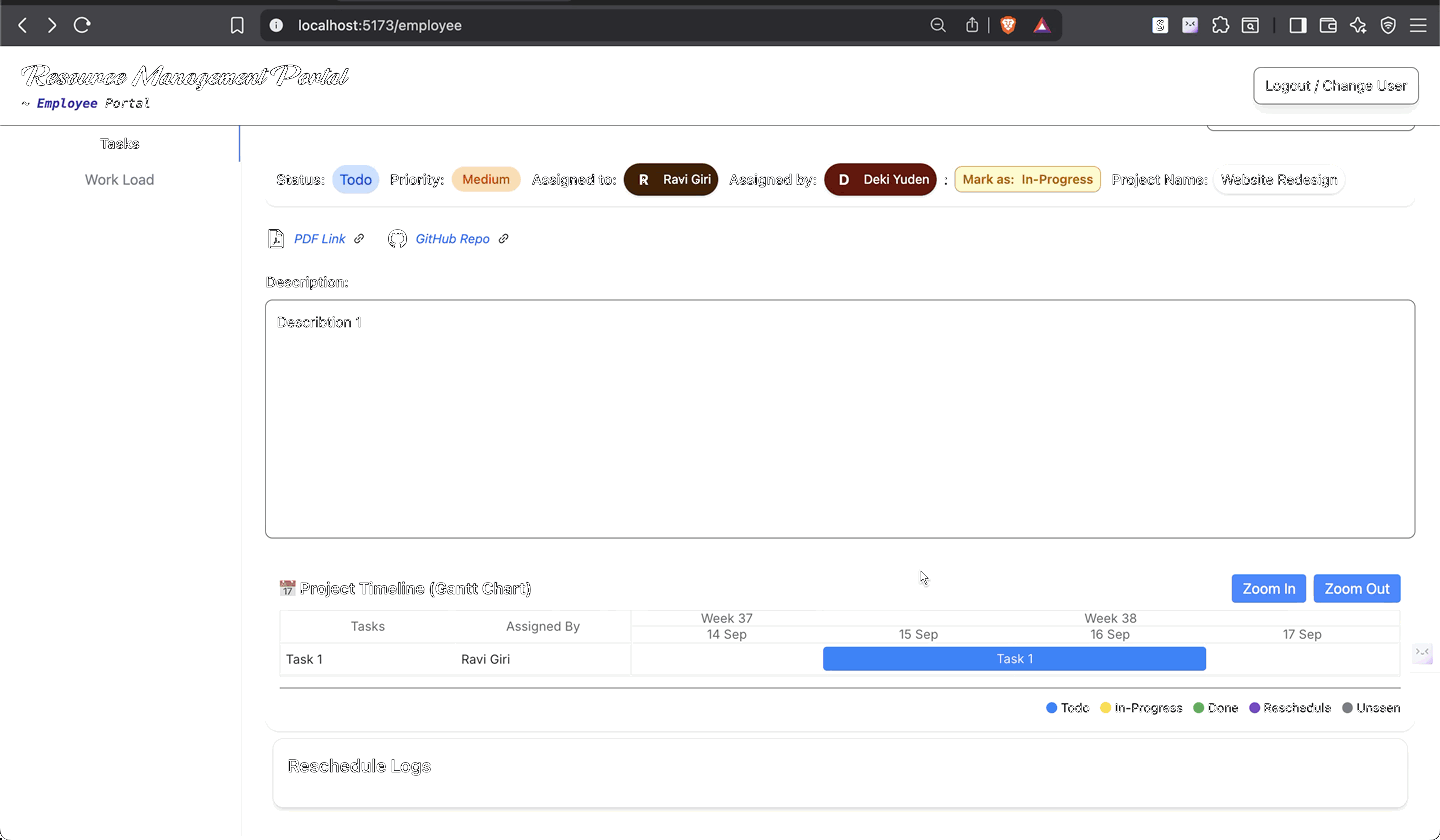 localhost:5173/employee
Resource Management Portal
~ Employee Portal
Logout / Change User
Tasks
Work Load
Status: Todo Priority: Medium Assigned to: R Ravi Giri Assigned by: D Deki Yuden : Mark as: In-Progress Project Name: Website Redesign
PDF Link GitHub Repo
Description:
Describtion 1
17 Project Timeline (Gantt Chart) Zoom In Zoom Out
Tasks Assigned By Week 37 Week 38
14 Sep 15 Sep 16 Sep 17 Sep
Task 1 Ravi Giri Task 1
Todo In-Progress Done Reschedule Unseen
Reschedule Logs